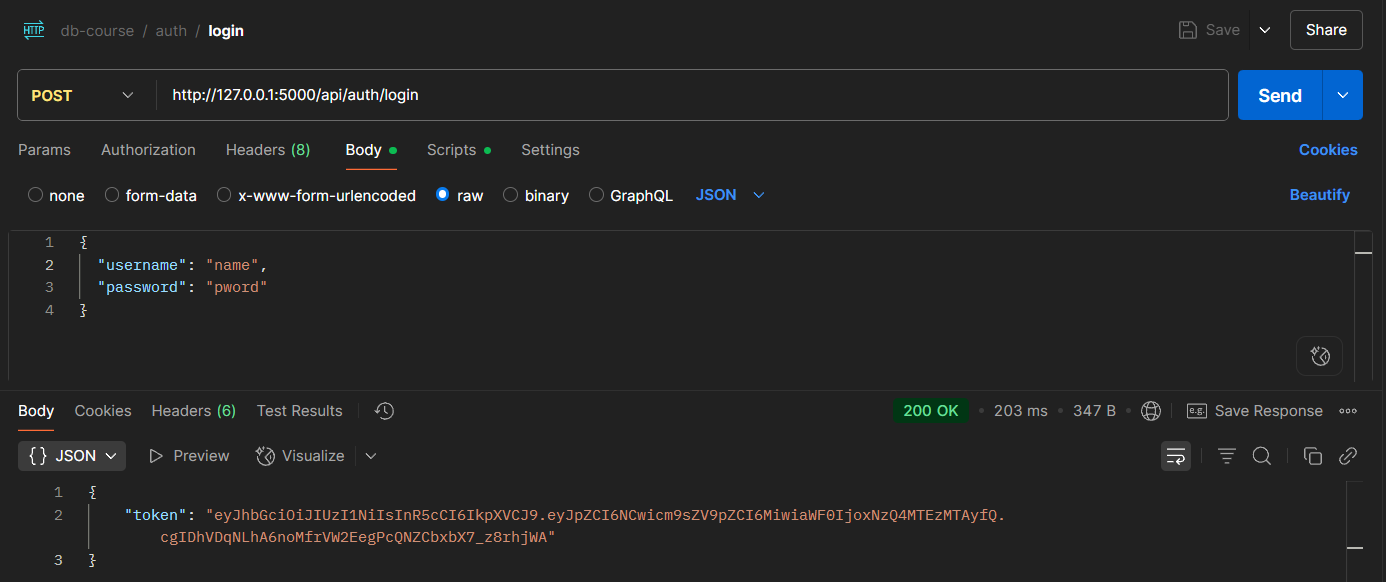 HTTP db-course / auth / login Save Share
POST http://127.0.0.1:5000/api/auth/login Send
Params Authorization Headers (8) Body Scripts Settings Cookies
none form-data x-www-form-urlencoded raw binary GraphQL JSON Beautify
1 {
2 "username": "name",
3 "password": "pword"
4 }
Body Cookies Headers (6) Test Results 200 OK 203 ms 347 B e.g. Save Response
{} JSON Preview Visualize
1 {
2 "token": "eyJhbGciOiJIUzI1NiIsInR5cCI6IkpXVCJ9.eyJpZCI6NCwicm9sZV9pZCI6MiwiaWF0IjoxNzQ4MTEzMTAyfQ.
cgIDhVDqNLhA6noMfrVW2EegPcQNZCbxbX7_z8rhjWA"
3 }